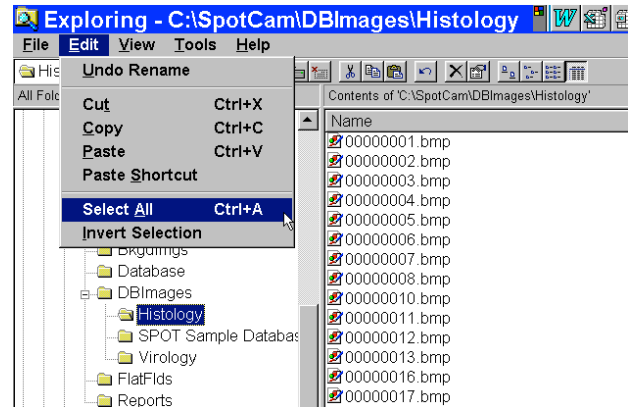 Exploring - C:\SpotCam\DBImages\Histology
File Edit View Tools Help
His
Undo Rename
All Fold
Contents of 'C:\SpotCam\DBImages\Histology'
Cut Ctrl+X
Copy Ctrl+C
Paste Ctrl+V
Paste Shortcut
Select All Ctrl+A
Invert Selection
BkgdImgs
Database
DBImages
Histology
SPOT Sample Databas
Virology
FlatFlds
Reports
Name
00000001.bmp
00000002.bmp
00000003.bmp
00000004.bmp
00000005.bmp
00000006.bmp
00000007.bmp
00000008.bmp
00000010.bmp
00000011.bmp
00000012.bmp
00000013.bmp
00000016.bmp
00000017.bmp